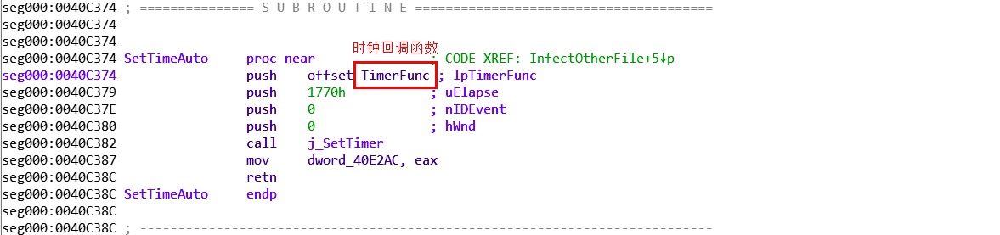 seg000:0040C374 ; =============== S U B R O U T I N E =======================================
seg000:0040C374
seg000:0040C374
时钟回调函数
seg000:0040C374 SetTimeAuto proc near ; CODE XREF: InfectOtherFile+5↓p
seg000:0040C374 push offset TimerFunc ; lpTimerFunc
seg000:0040C379 push 1770h ; uElapse
seg000:0040C37E push 0 ; nIDEvent
seg000:0040C380 push 0 ; hWnd
seg000:0040C382 call j_SetTimer
seg000:0040C387 mov dword_40E2AC, eax
seg000:0040C38C retn
seg000:0040C38C SetTimeAuto endp
seg000:0040C38C
seg000:0040C38C ; ---------------------------------------------------------------------------